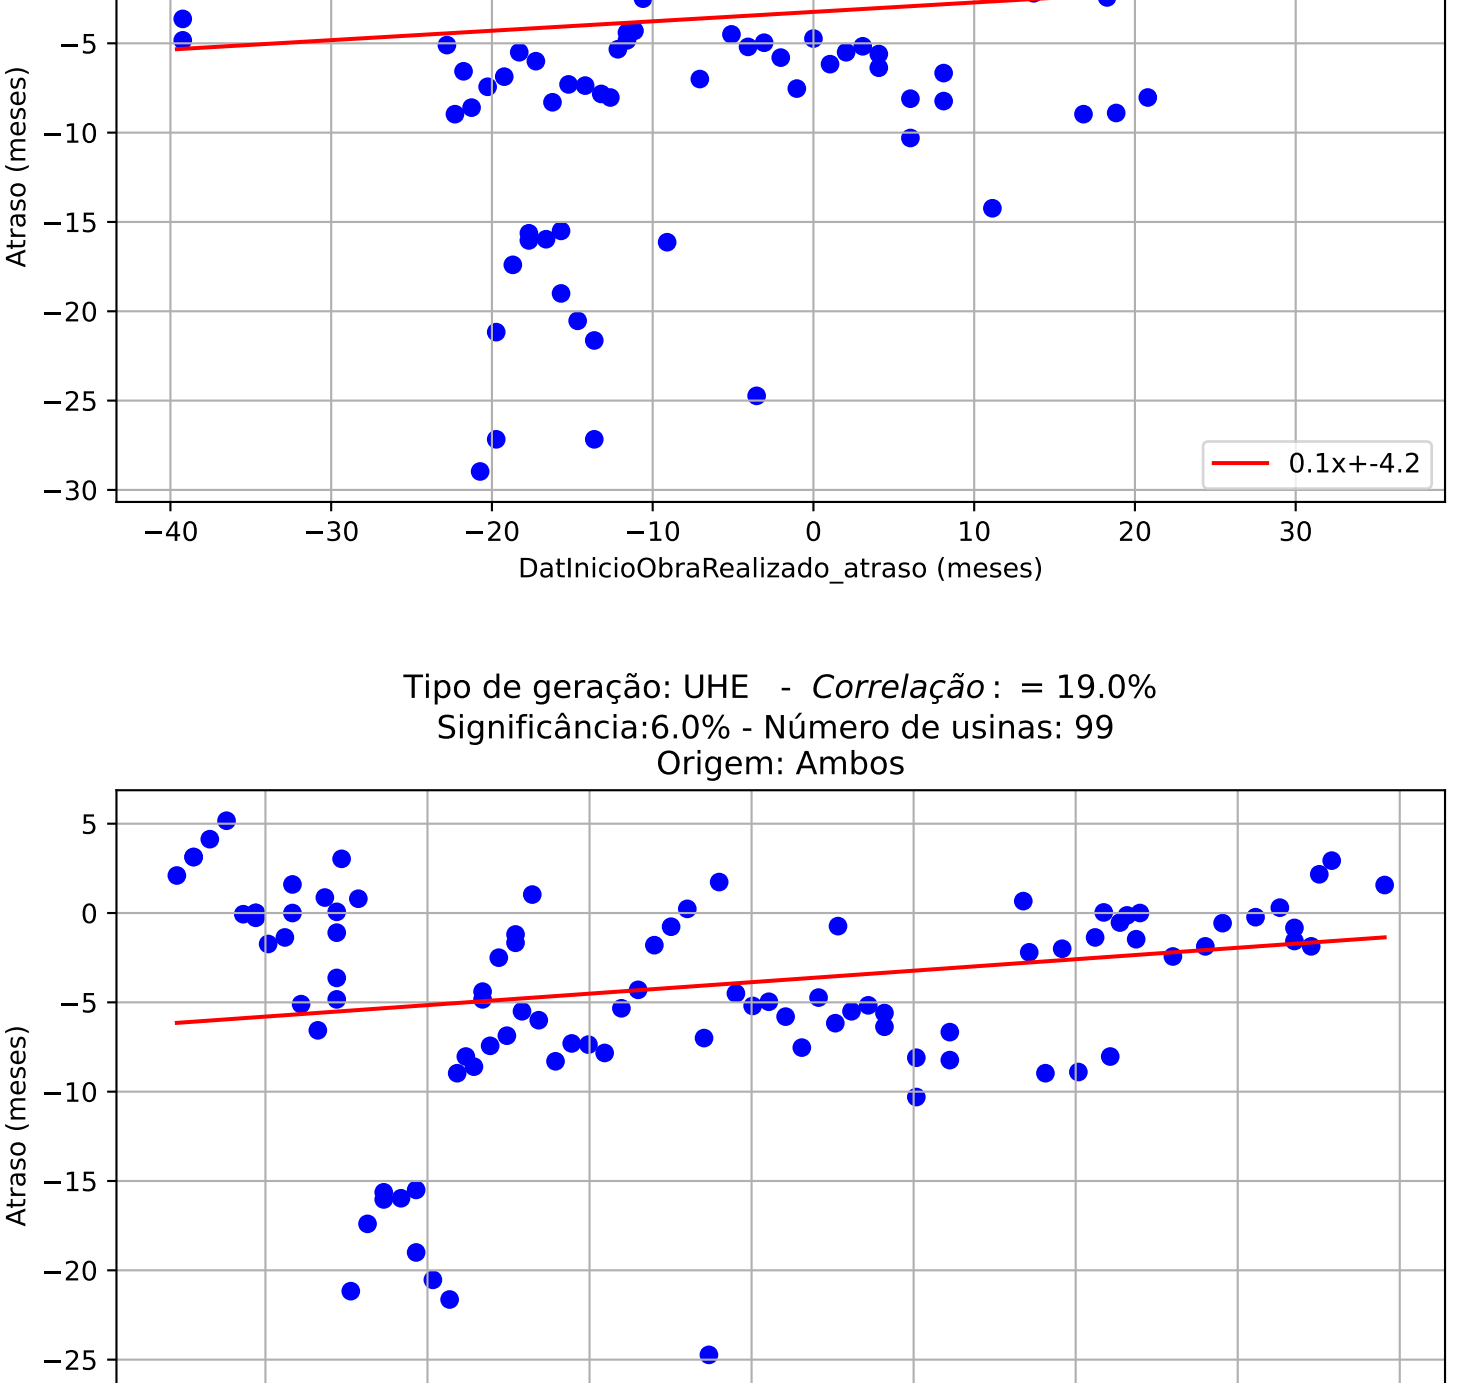 −5
−10
−15
−20
−25
−30
Atraso (meses)
0.1x+-4.2
−40 −30 −20 −10 0 10 20 30
DatInicioObraRealizado_atraso (meses)
Tipo de geração: UHE - Correlação : = 19.0%
Significância:6.0% - Número de usinas: 99
Origem: Ambos
5
0
−5
−10
−15
−20
−25
Atraso (meses)